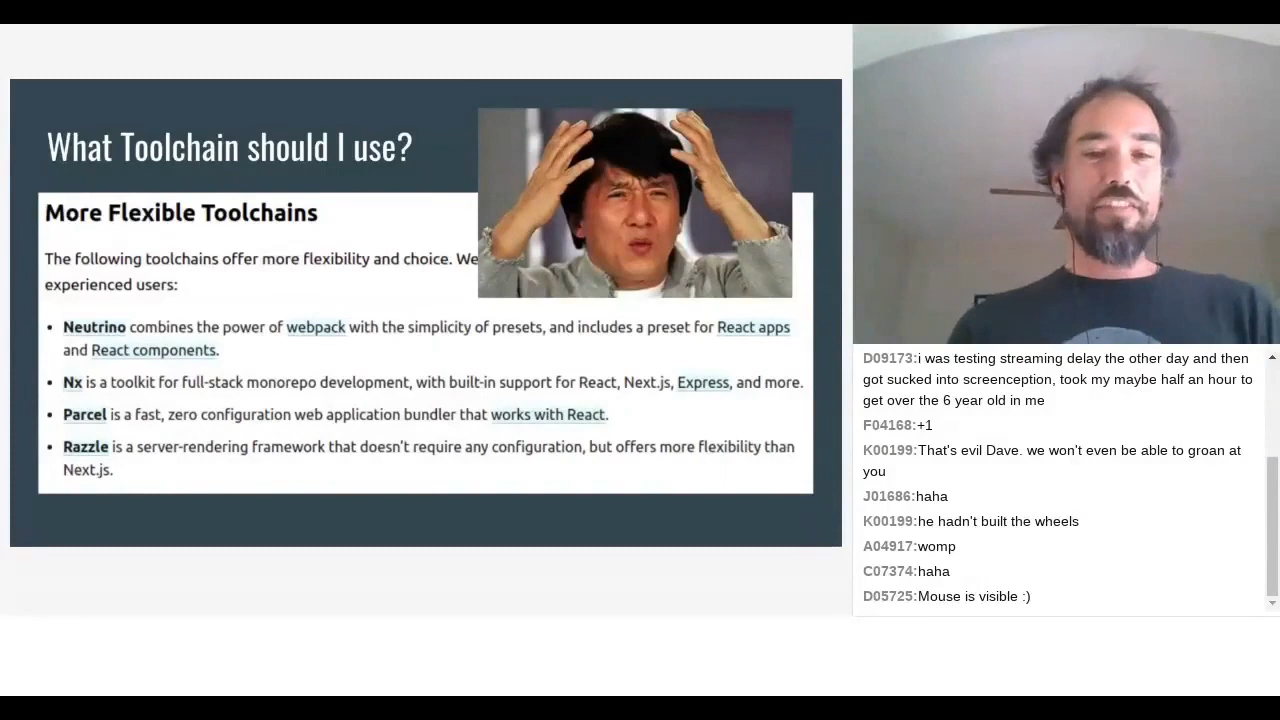 What Toolchain should I use?
More Flexible Toolchains
The following toolchains offer more flexibility and choice. We
experienced users:
• Neutrino combines the power of webpack with the simplicity of presets, and includes a preset for React apps
and React components.
• Nx is a toolkit for full-stack monorepo development, with built-in support for React, Next.js, Express, and more.
• Parcel is a fast, zero configuration web application bundler that works with React.
• Razzle is a server-rendering framework that doesn't require any configuration, but offers more flexibility than
Next.js.
D09173:i was testing streaming delay the other day and then
got sucked into screenception, took my maybe half an hour to
get over the 6 year old in me
F04168:+1
K00199:That's evil Dave. we won't even be able to groan at
you
J01686:haha
K00199:he hadn't built the wheels
A04917:womp
C07374:haha
D05725:Mouse is visible :)